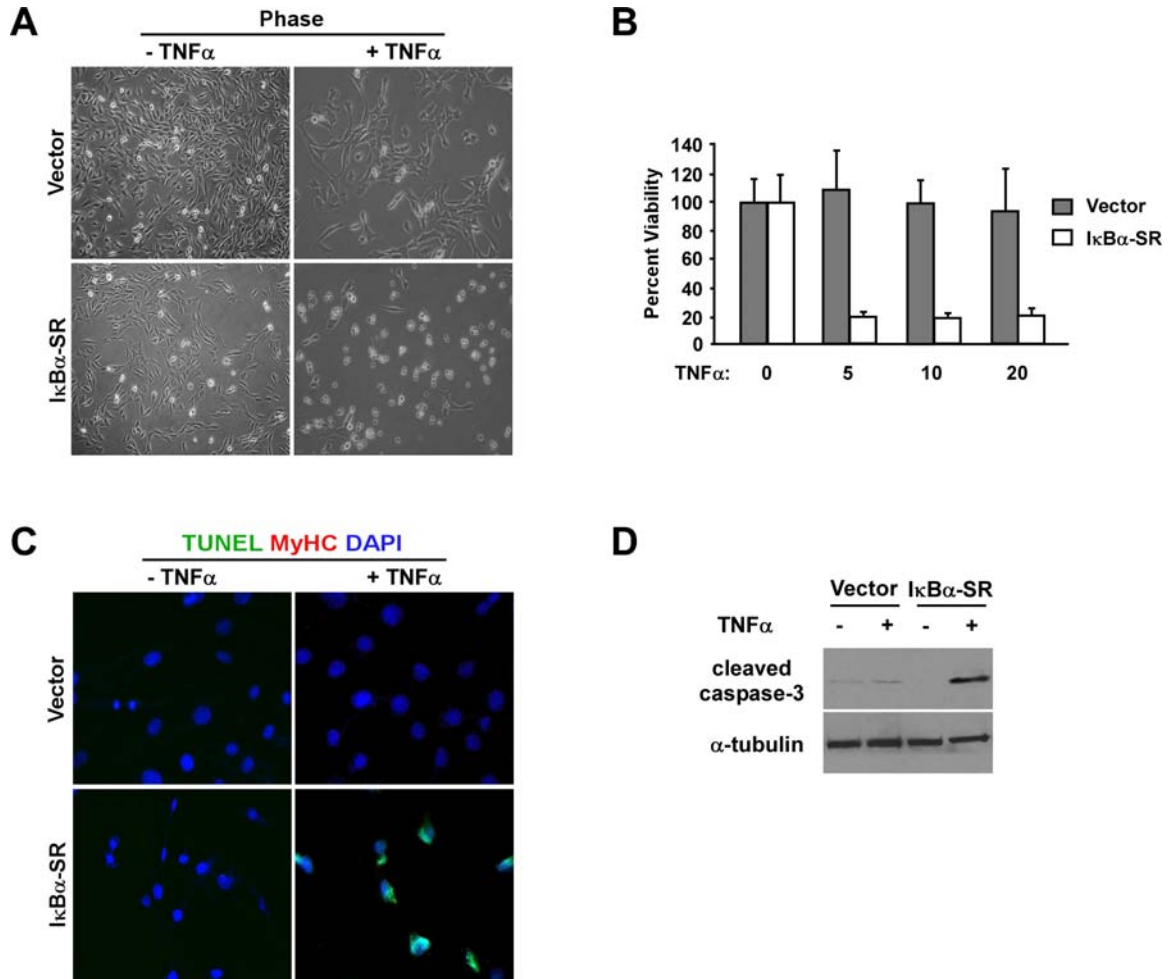 A
Phase
- TNFα + TNFα
Vector
IκBα-SR
B
Percent Viability
140
120
100
80
60
40
20
0
TNFα: 0 5 10 20
Vector
IκBα-SR
C
TUNEL MyHC DAPI
- TNFα + TNFα
Vector
IκBα-SR
D
Vector IκBα-SR
TNFα - + - +
cleaved
caspase-3
α-tubulin